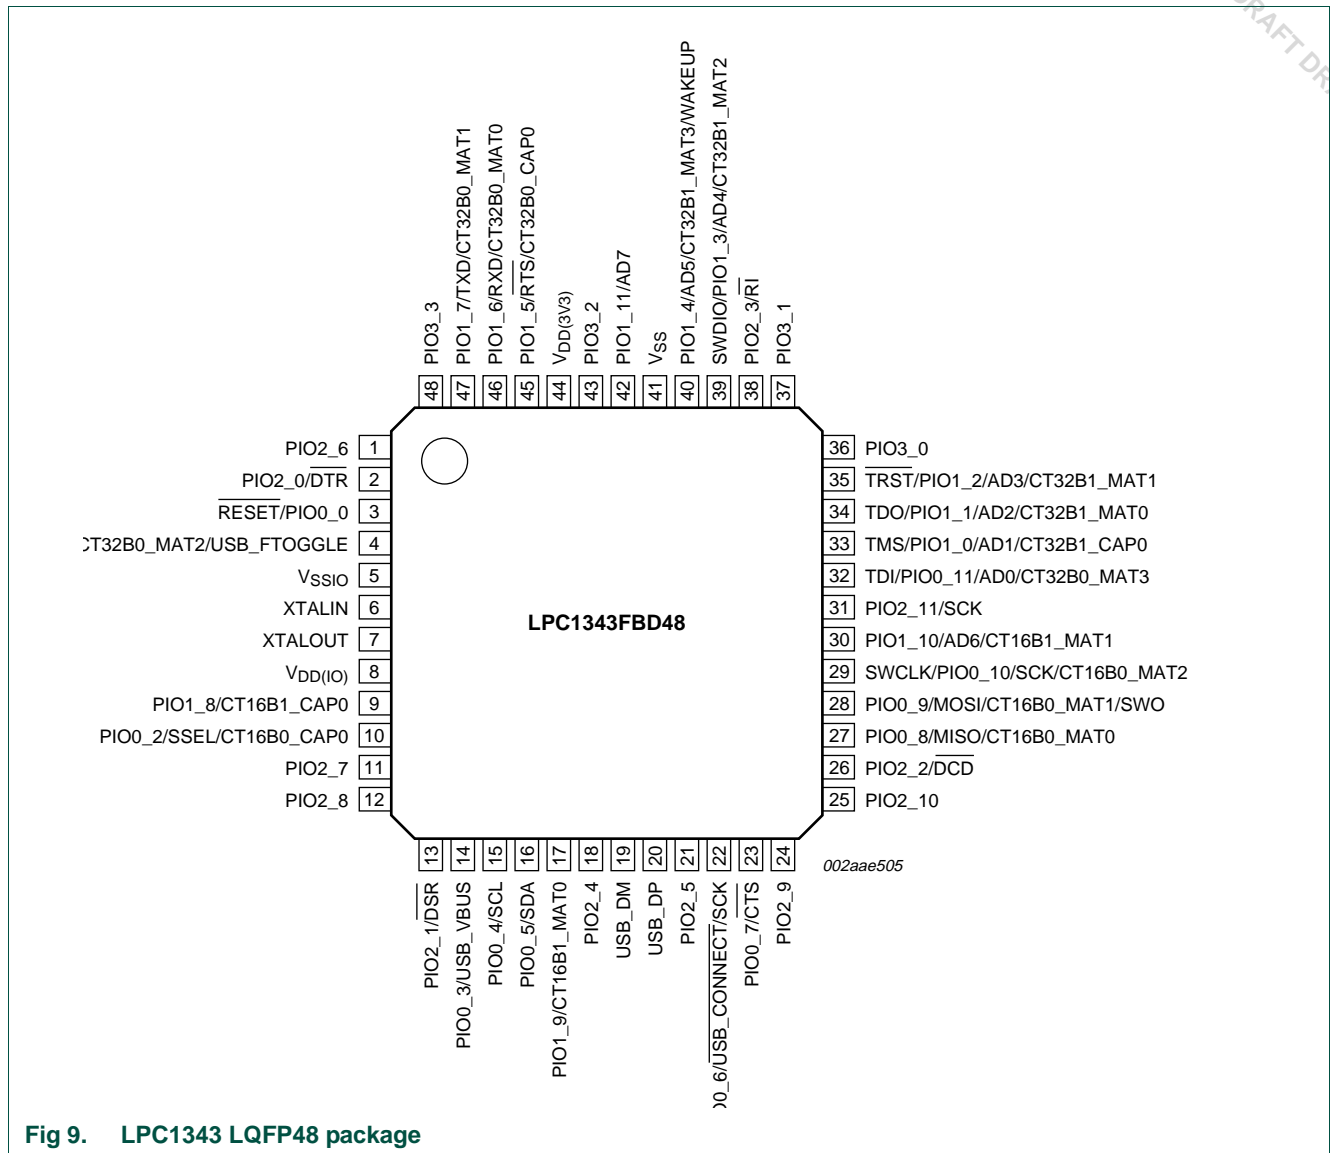 DRAFT DRA
PIO3_3
PIO1_7/TXD/CT32B0_MAT1
PIO1_6/RXD/CT32B0_MAT0
PIO1_5/RTS/CT32B0_CAP0
VDD(3V3)
PIO3_2
PIO1_11/AD7
VSS
PIO1_4/AD5/CT32B1_MAT3/WAKEUP
SWDIO/PIO1_3/AD4/CT32B1_MAT2
PIO2_3/RI
PIO3_1
48 47 46 45 44 43 42 41 40 39 38 37
PIO2_6 1
PIO2_0/DTR 2
RESET/PIO0_0 3
CT32B0_MAT2/USB_FTOGGLE 4
VSSIO 5
XTALIN 6
XTALOUT 7
VDD(IO) 8
PIO1_8/CT16B1_CAP0 9
PIO0_2/SSEL/CT16B0_CAP0 10
PIO2_7 11
PIO2_8 12
LPC1343FBD48
36 PIO3_0
35 TRST/PIO1_2/AD3/CT32B1_MAT1
34 TDO/PIO1_1/AD2/CT32B1_MAT0
33 TMS/PIO1_0/AD1/CT32B1_CAP0
32 TDI/PIO0_11/AD0/CT32B0_MAT3
31 PIO2_11/SCK
30 PIO1_10/AD6/CT16B1_MAT1
29 SWCLK/PIO0_10/SCK/CT16B0_MAT2
28 PIO0_9/MOSI/CT16B0_MAT1/SWO
27 PIO0_8/MISO/CT16B0_MAT0
26 PIO2_2/DCD
25 PIO2_10
13 14 15 16 17 18 19 20 21 22 23 24
PIO2_1/DSR
PIO0_3/USB_VBUS
PIO0_4/SCL
PIO0_5/SDA
PIO1_9/CT16B1_MAT0
PIO2_4
USB_DM
USB_DP
PIO2_5
0_6/USB_CONNECT/SCK
PIO0_7/CTS
PIO2_9
002aae505
Fig 9. LPC1343 LQFP48 package